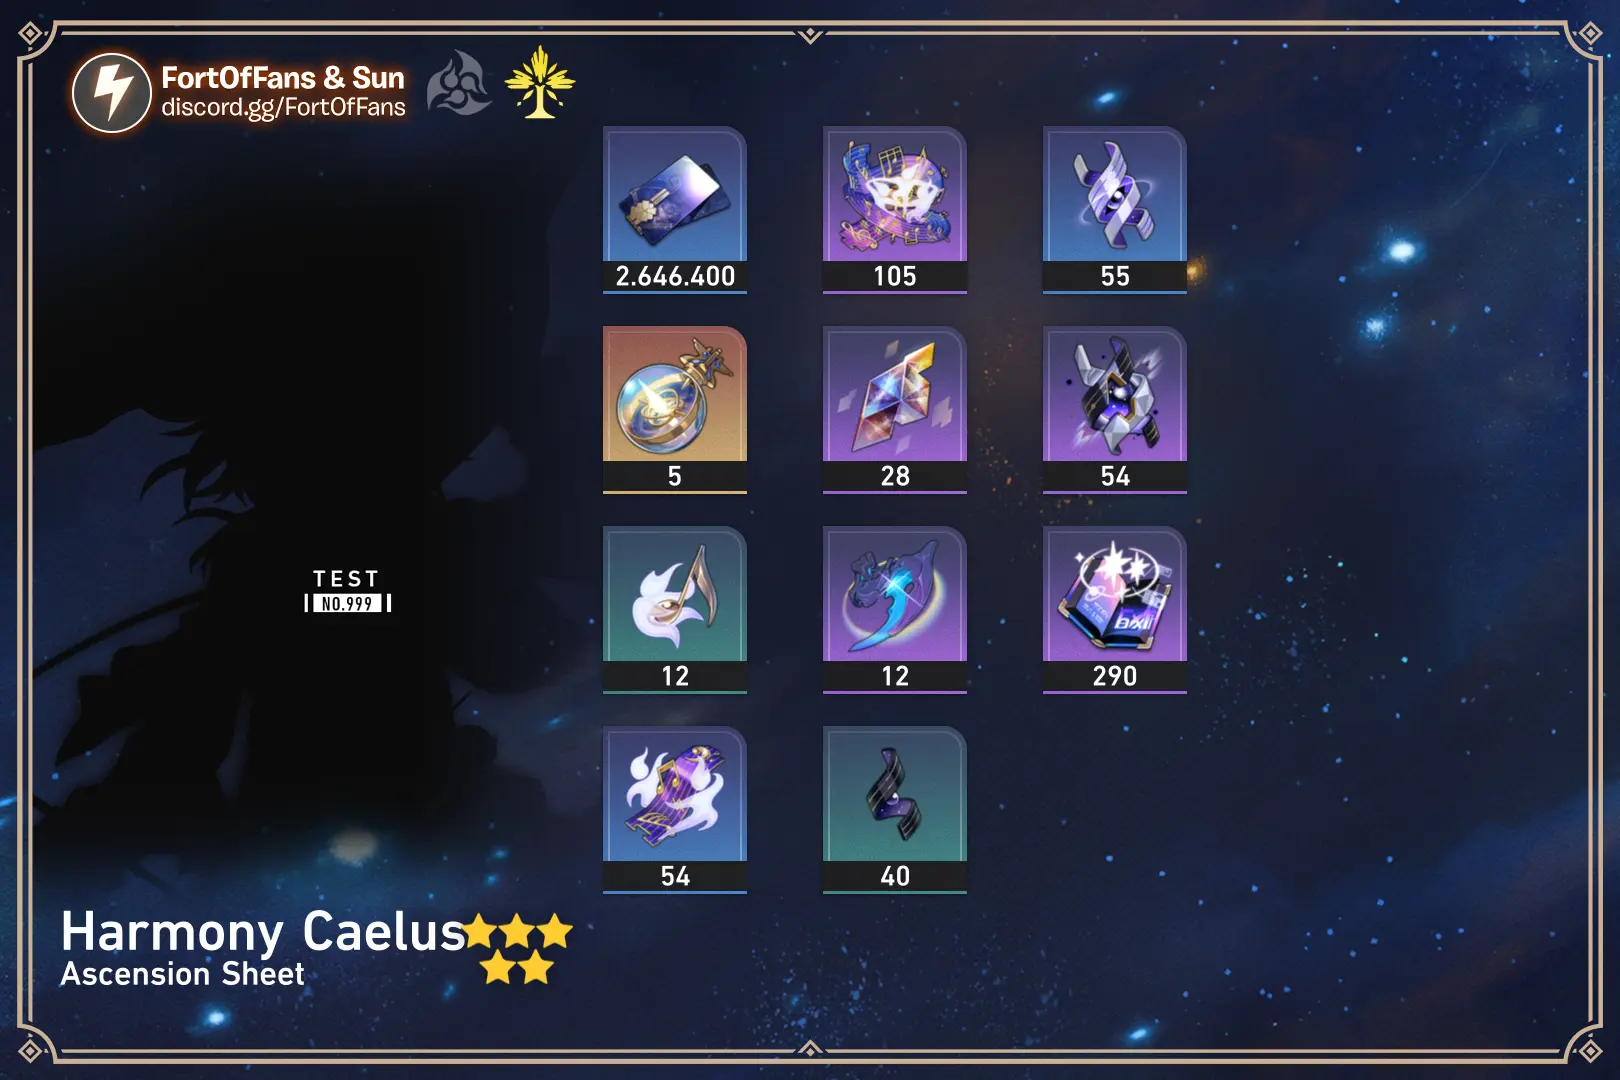 FortOfFans & Sun
discord.gg/FortOfFans
2.646.400
105
55
5
28
54
TEST
NO.999
12
12
290
54
40
Harmony Caelus
Ascension Sheet